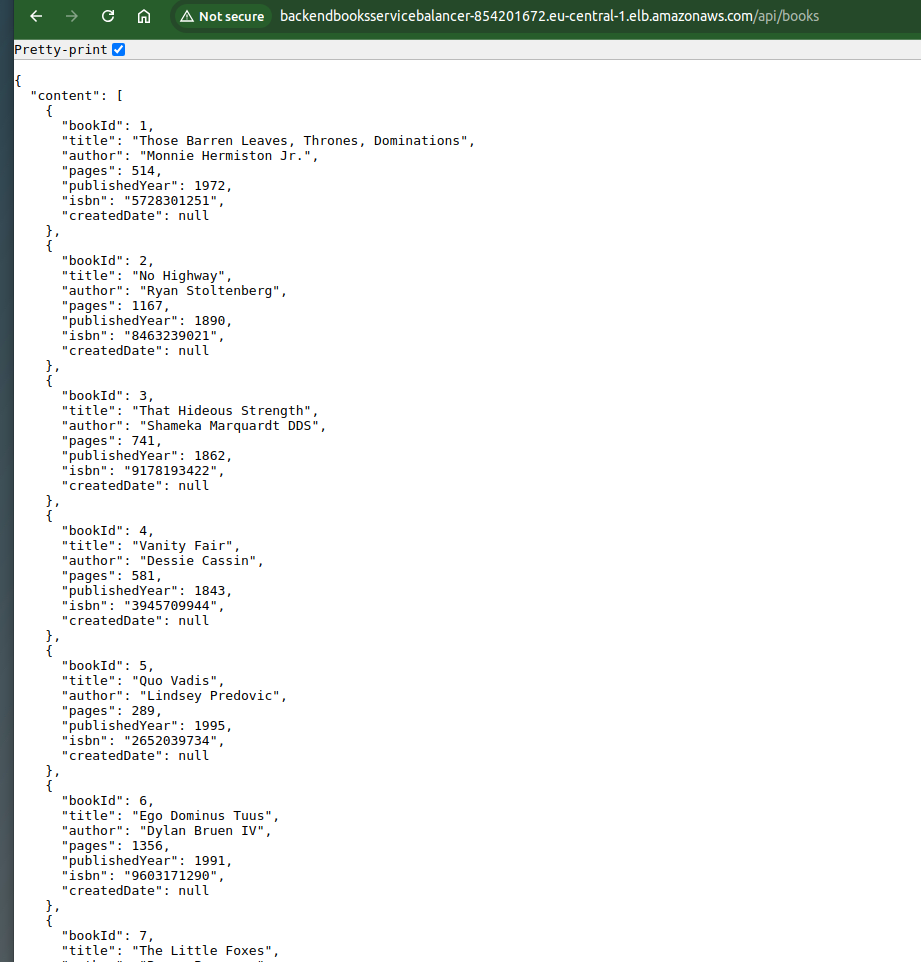 Not secure backendbooksservicebalancer-854201672.eu-central-1.elb.amazonaws.com/api/books
Pretty-print
{
  "content": [
    {
      "bookId": 1,
      "title": "Those Barren Leaves, Thrones, Dominations",
      "author": "Monnie Hermiston Jr.",
      "pages": 514,
      "publishedYear": 1972,
      "isbn": "5728301251",
      "createdDate": null
    },
    {
      "bookId": 2,
      "title": "No Highway",
      "author": "Ryan Stoltenberg",
      "pages": 1167,
      "publishedYear": 1890,
      "isbn": "8463239021",
      "createdDate": null
    },
    {
      "bookId": 3,
      "title": "That Hideous Strength",
      "author": "Shameka Marquardt DDS",
      "pages": 741,
      "publishedYear": 1862,
      "isbn": "9178193422",
      "createdDate": null
    },
    {
      "bookId": 4,
      "title": "Vanity Fair",
      "author": "Dessie Cassin",
      "pages": 581,
      "publishedYear": 1843,
      "isbn": "3945709944",
      "createdDate": null
    },
    {
      "bookId": 5,
      "title": "Quo Vadis",
      "author": "Lindsey Predovic",
      "pages": 289,
      "publishedYear": 1995,
      "isbn": "2652039734",
      "createdDate": null
    },
    {
      "bookId": 6,
      "title": "Ego Dominus Tuus",
      "author": "Dylan Bruen IV",
      "pages": 1356,
      "publishedYear": 1991,
      "isbn": "9603171290",
      "createdDate": null
    },
    {
      "bookId": 7,
      "title": "The Little Foxes",